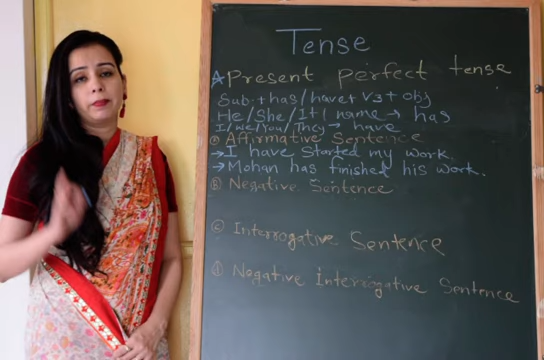 Tense
A Present perfect tense
Sub. + has/have + V3 + obj
He/She/It/name → has
I/We/You/They → have
Ⓐ Affirmative Sentence
→ I have Started my work.
→ Mohan has finished his work.
Ⓑ Negative Sentence
Ⓒ Interrogative Sentence
Ⓓ Negative interrogative Sentence